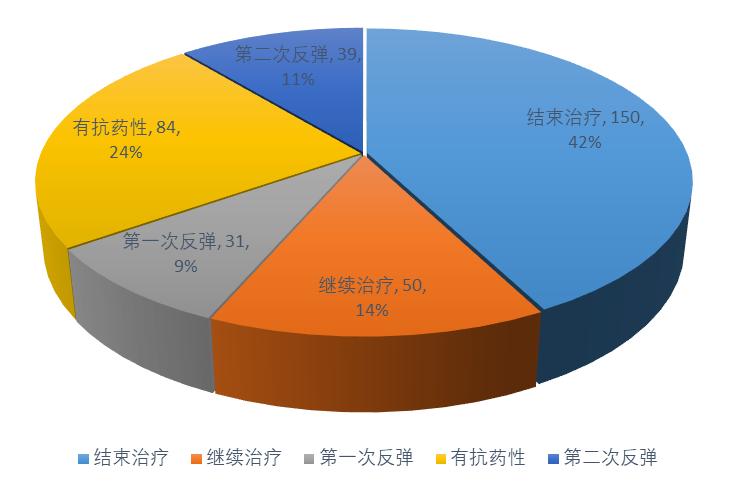 第二次反弹, 39,
11%
结束治疗, 150,
42%
有抗药性, 84,
24%
第一次反弹, 31,
9%
继续治疗, 50,
14%
结束治疗 继续治疗 第一次反弹 有抗药性 第二次反弹